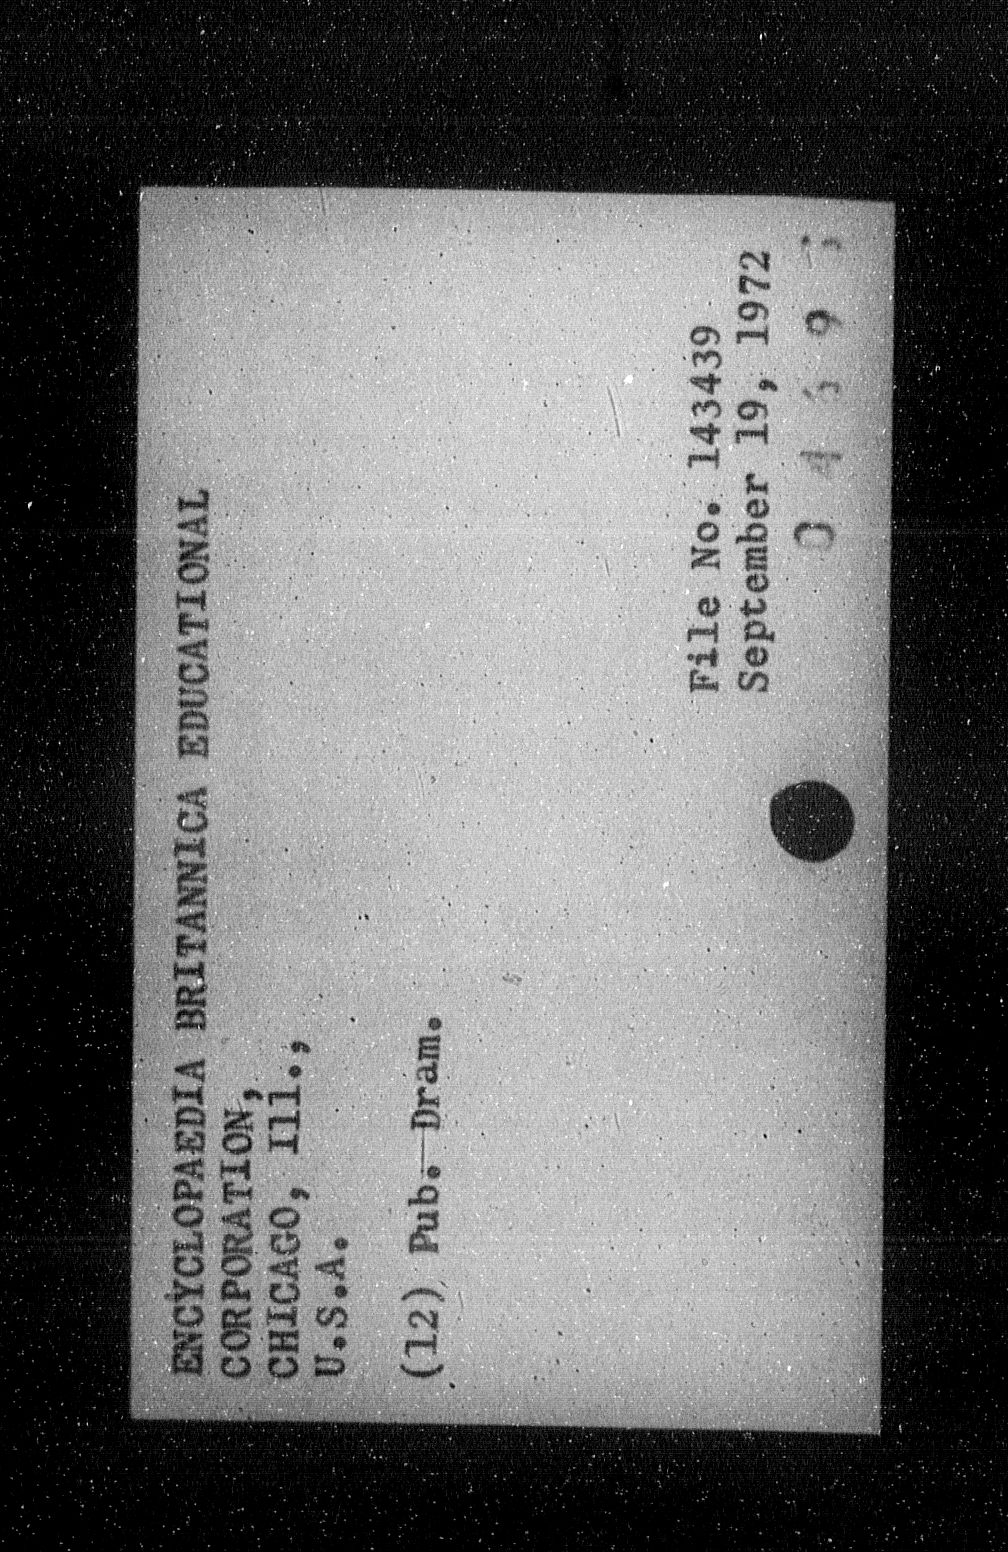 ENCYCLOPAEDIA BRITANNICA EDUCATIONAL
CORPORATION,
CHICAGO, Ill.,
U.S.A.
(12) Pub. Dram.
File No. 143439
September 19, 1972